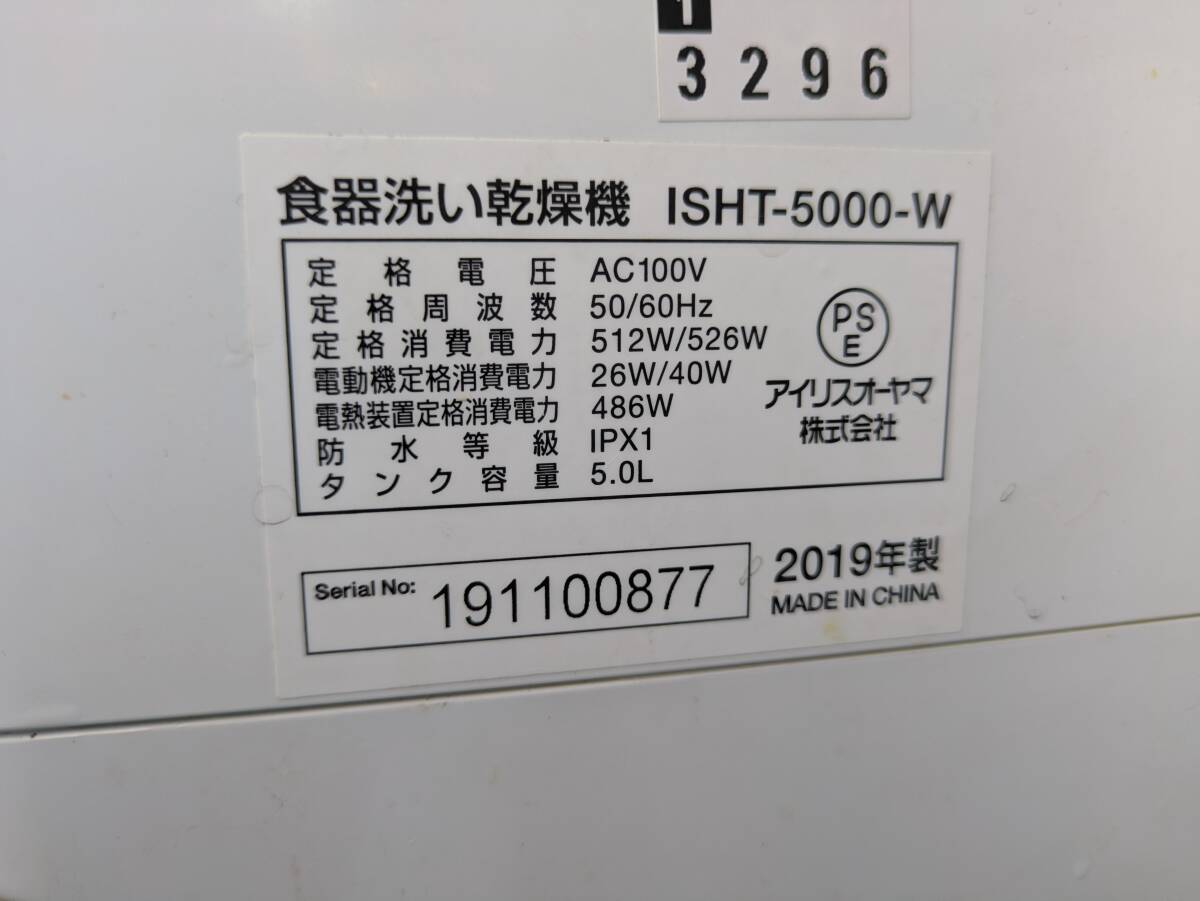 1
3296
食器洗い乾燥機 ISHT-5000-W
定格電圧 AC100V
定格周波数 50/60Hz
定格消費電力 512W/526W
電動機定格消費電力 26W/40W
電熱装置定格消費電力 486W
防水等級 IPX1
タンク容量 5.0L
PS
E
アイリスオーヤマ
株式会社
Serial No: 191100877
2019年製
MADE IN CHINA